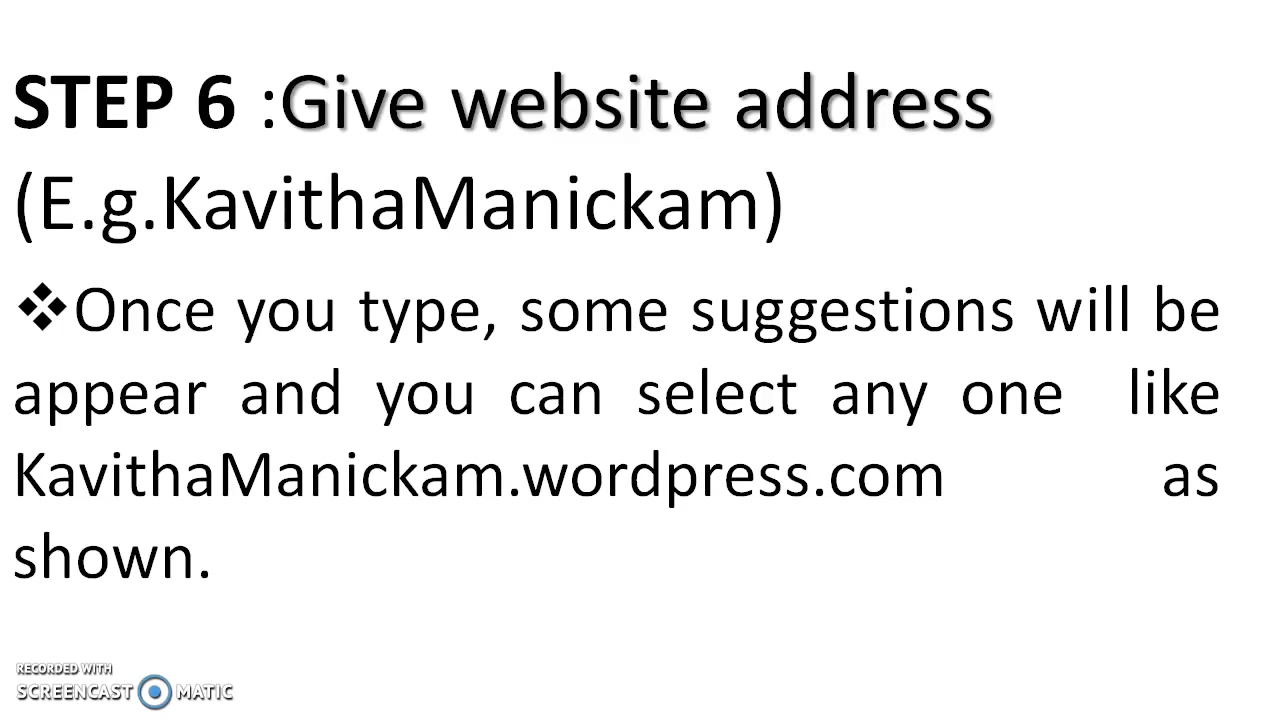 STEP 6 :Give website address
(E.g.KavithaManickam)
❖Once you type, some suggestions will be
appear and you can select any one like
KavithaManickam.wordpress.com as
shown.
RECORDED WITH
SCREENCAST MATIC